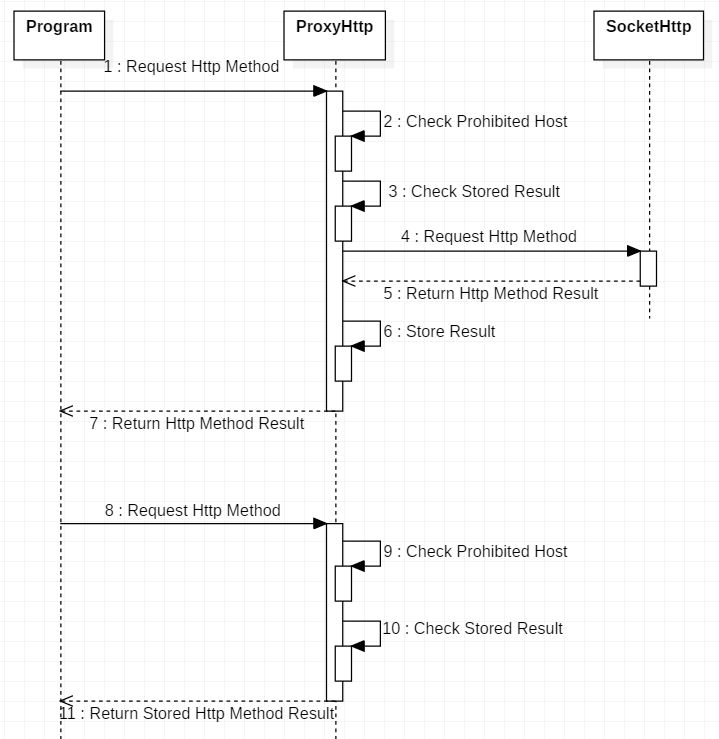 Program
ProxyHttp
SocketHttp
1 : Request Http Method
2 : Check Prohibited Host
3 : Check Stored Result
4 : Request Http Method
5 : Return Http Method Result
6 : Store Result
7 : Return Http Method Result
8 : Request Http Method
9 : Check Prohibited Host
10 : Check Stored Result
11 : Return Stored Http Method Result